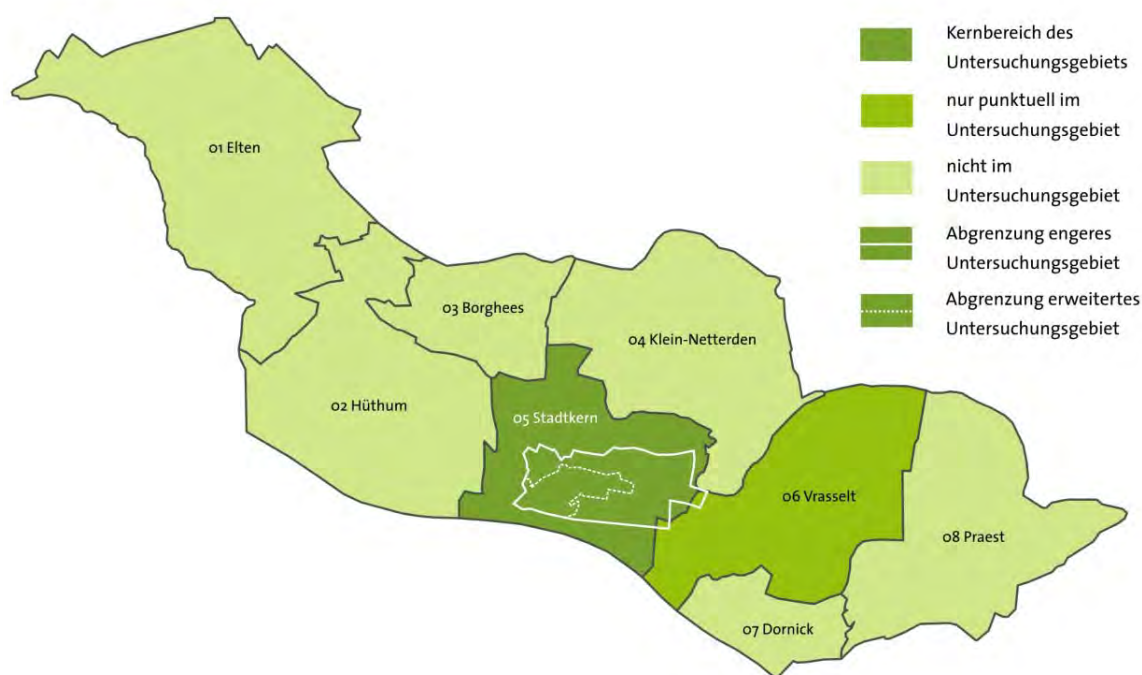 Kernbereich des
Untersuchungsgebiets
nur punktuell im
Untersuchungsgebiet
nicht im
Untersuchungsgebiet
Abgrenzung engeres
Untersuchungsgebiet
Abgrenzung erweitertes
Untersuchungsgebiet
01 Elten
02 Hüthum
03 Borghees
04 Klein-Netterden
05 Stadtkern
06 Vrasselt
07 Dornick
08 Praest